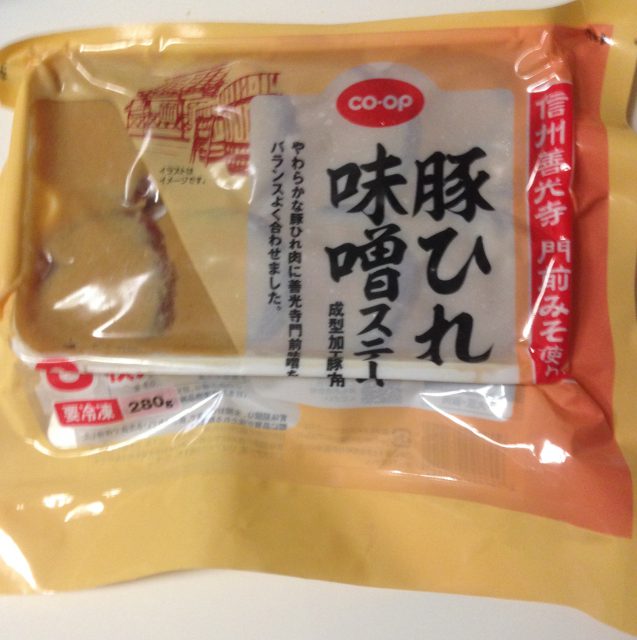 CO-OP
信州善光寺 門前みそ使用
豚ひれ
味噌ステー
成型加工豚肉
やわらかな豚ひれ肉に善光寺門前味噌を
バランスよく合わせました。
イラストは
イメージです。
要冷凍 280g